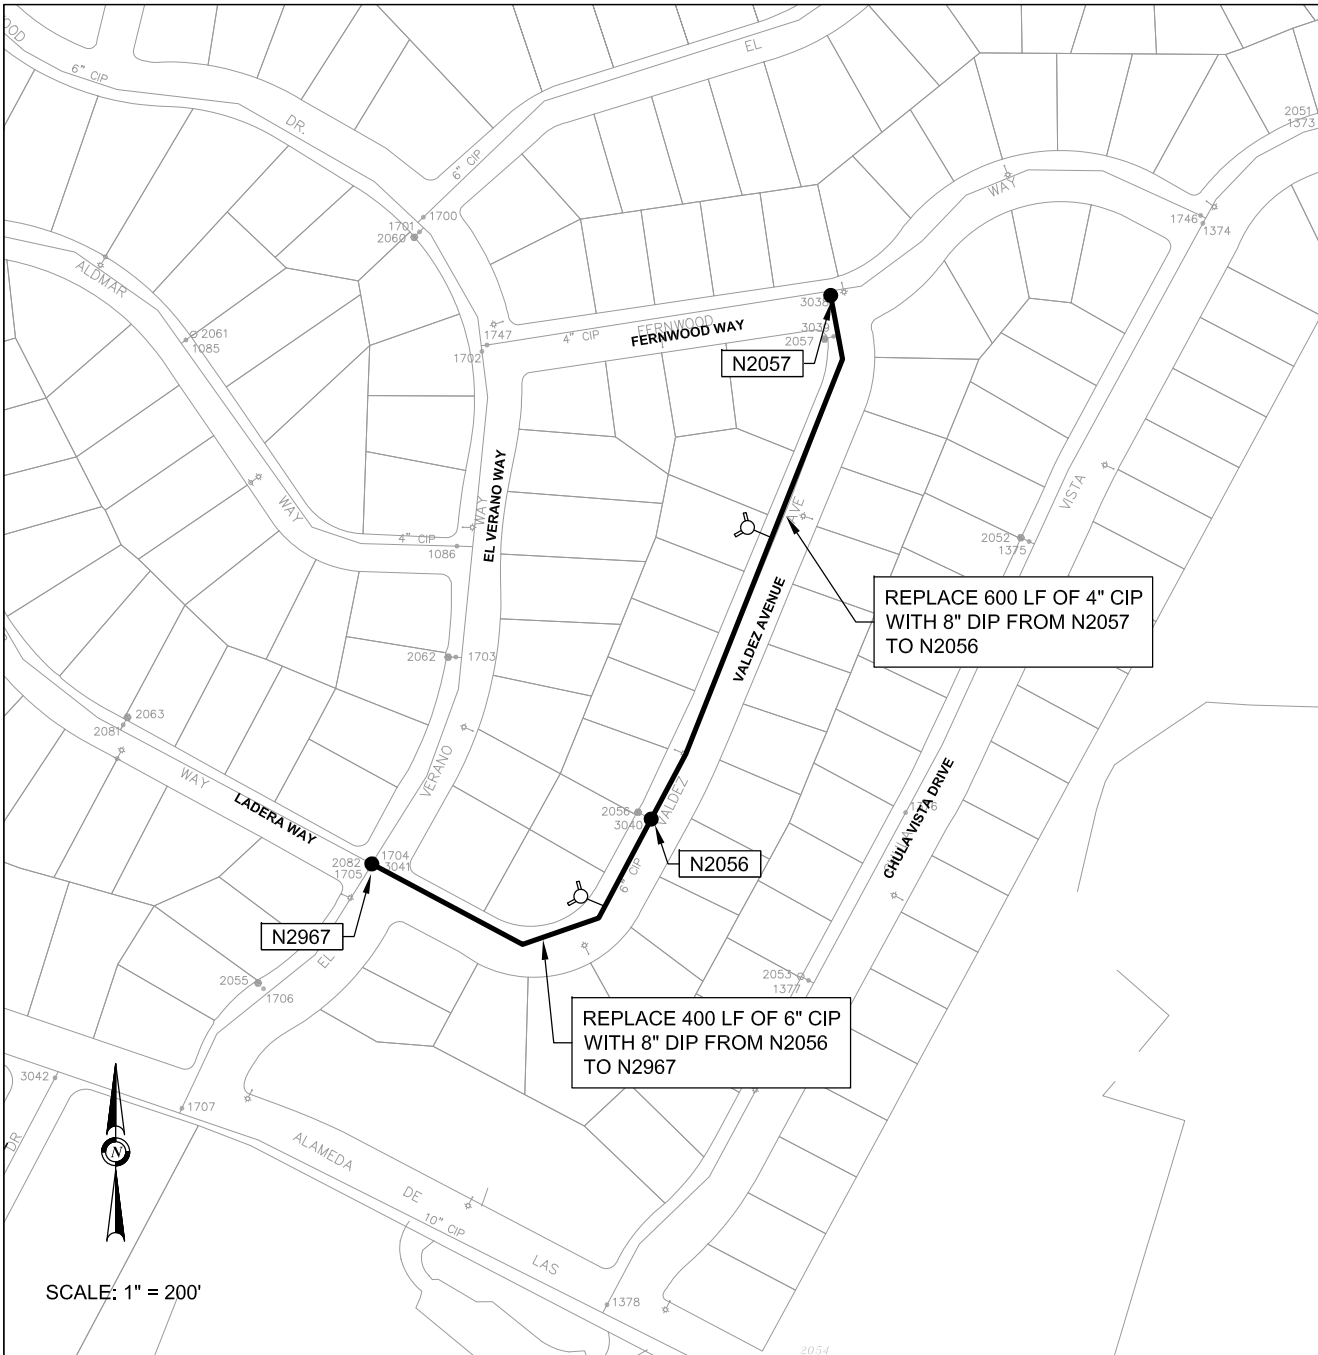 OOD
6" CIP
DR.
EL
6" CIP
2051
1373
WAY
1700
1701
2060
1746
1374
ALDMAR
2061
1085
3038
FERNWOOD
FERNWOOD WAY
4" CIP
1747
1702
3039
2057
N2057
WAY
EL VERANO WAY
WAY
4" CIP
1086
AVE
VISTA
2052
1375
REPLACE 600 LF OF 4" CIP
WITH 8" DIP FROM N2057
TO N2056
VALDEZ AVENUE
2062
1703
2063
2081
WAY
LADERA WAY
VERANO
VALDEZ
2056
3040
CHULA VISTA DRIVE
2082
1705
1704
3041
6" CIP
N2056
N2967
EL
2055
1706
2053
1377
REPLACE 400 LF OF 6" CIP
WITH 8" DIP FROM N2056
TO N2967
3042
1707
DR
N
ALAMEDA
DE
10" CIP
LAS
SCALE: 1" = 200'
1378
2054